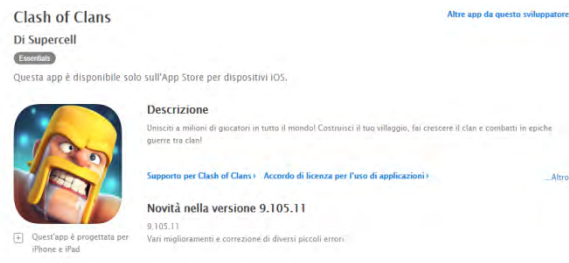 Clash of Clans
Altre app da questo sviluppatore
Di Supercell
Essentials
Questa app è disponibile solo sull'App Store per dispositivi iOS.
Descrizione
Unisciti a milioni di giocatori in tutto il mondo! Costruisci il tuo villaggio, fai crescere il clan e combatti in epiche
guerre tra clan!
Supporto per Clash of Clans › Accordo di licenza per l'uso di applicazioni ›
...Altro
Novità nella versione 9.105.11
9.105.11
Vari miglioramenti e correzione di diversi piccoli errori
Quest'app è progettata per
iPhone e iPad